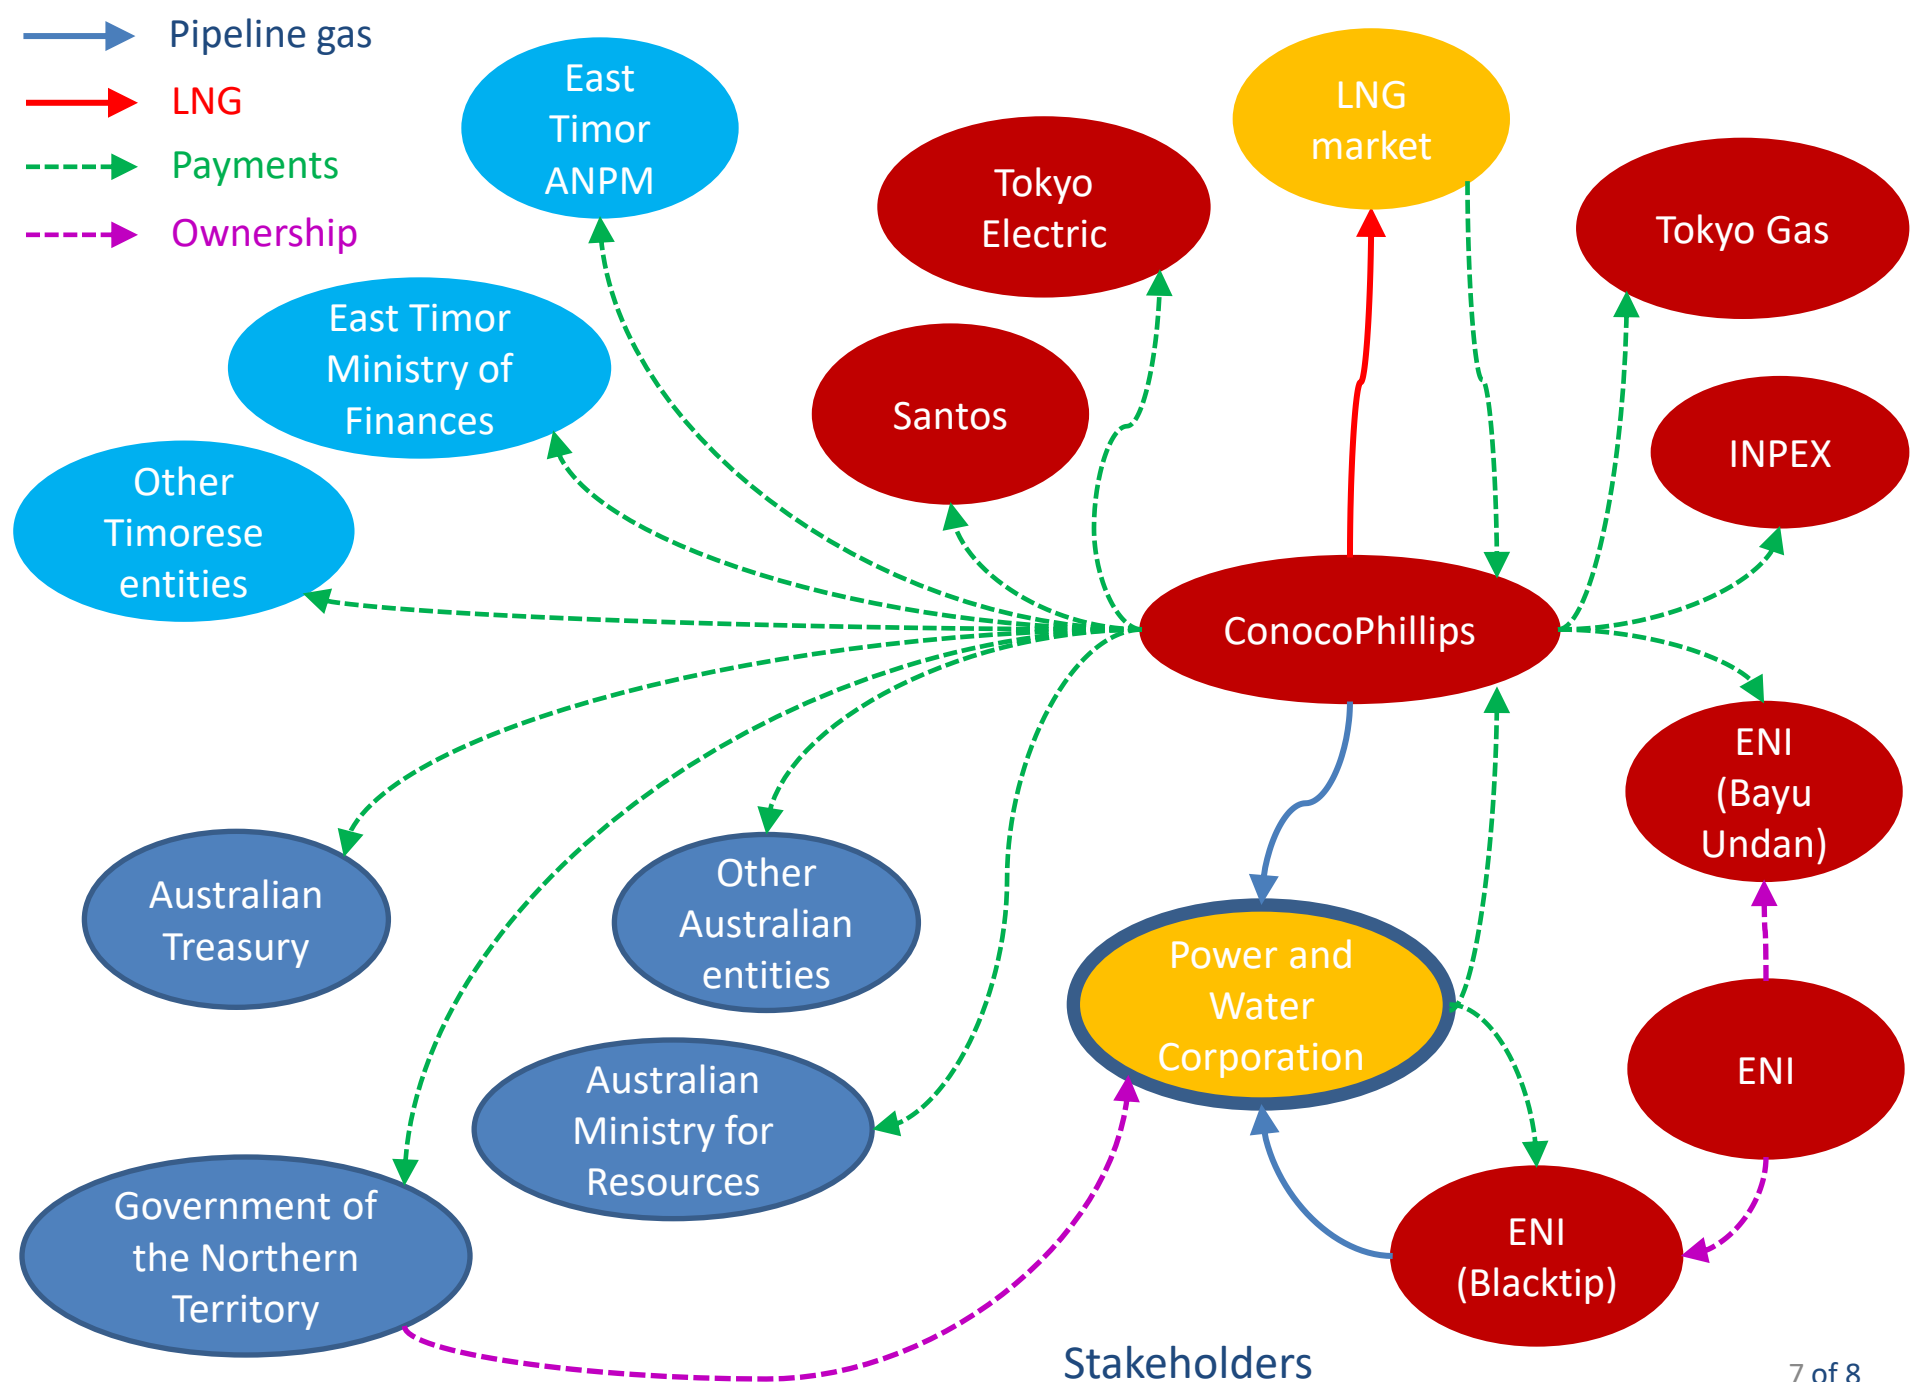 Pipeline gas
LNG
Payments
Ownership
East
Timor
ANPM
LNG
market
Tokyo
Electric
Tokyo Gas
East Timor
Ministry of
Finances
Santos
INPEX
Other
Timorese
entities
ConocoPhillips
ENI
(Bayu
Undan)
Australian
Treasury
Other
Australian
entities
Power and
Water
Corporation
ENI
Australian
Ministry for
Resources
Government of
the Northern
Territory
ENI
(Blacktip)
Stakeholders
7 of 8